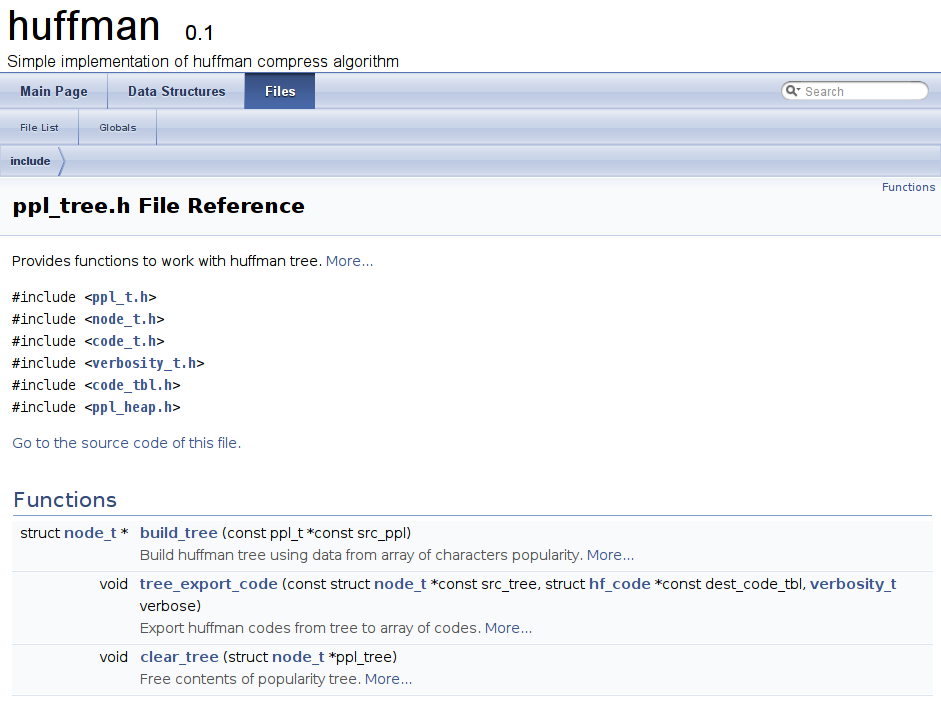 huffman 0.1
Simple implementation of huffman compress algorithm
Main Page Data Structures Files Search
File List Globals
include
Functions
ppl_tree.h File Reference
Provides functions to work with huffman tree. More...
#include <ppl_t.h>
#include <node_t.h>
#include <code_t.h>
#include <verbosity_t.h>
#include <code_tbl.h>
#include <ppl_heap.h>
Go to the source code of this file.
Functions
struct node_t * build_tree (const ppl_t *const src_ppl)
Build huffman tree using data from array of characters popularity. More...
void tree_export_code (const struct node_t *const src_tree, struct hf_code *const dest_code_tbl, verbosity_t
verbose)
Export huffman codes from tree to array of codes. More...
void clear_tree (struct node_t *ppl_tree)
Free contents of popularity tree. More...